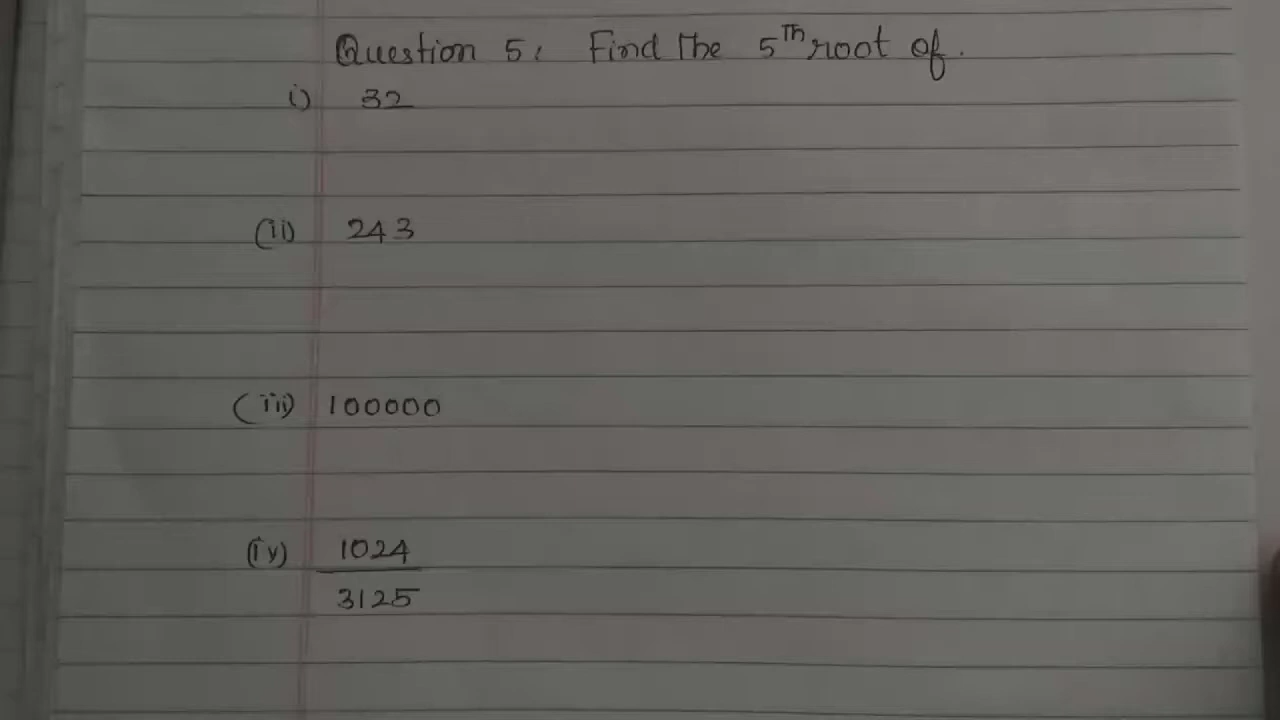 Question 5: Find the 5Th root of.
i) 32
(ii) 243
(iii) 100000
(iv) 1024
3125